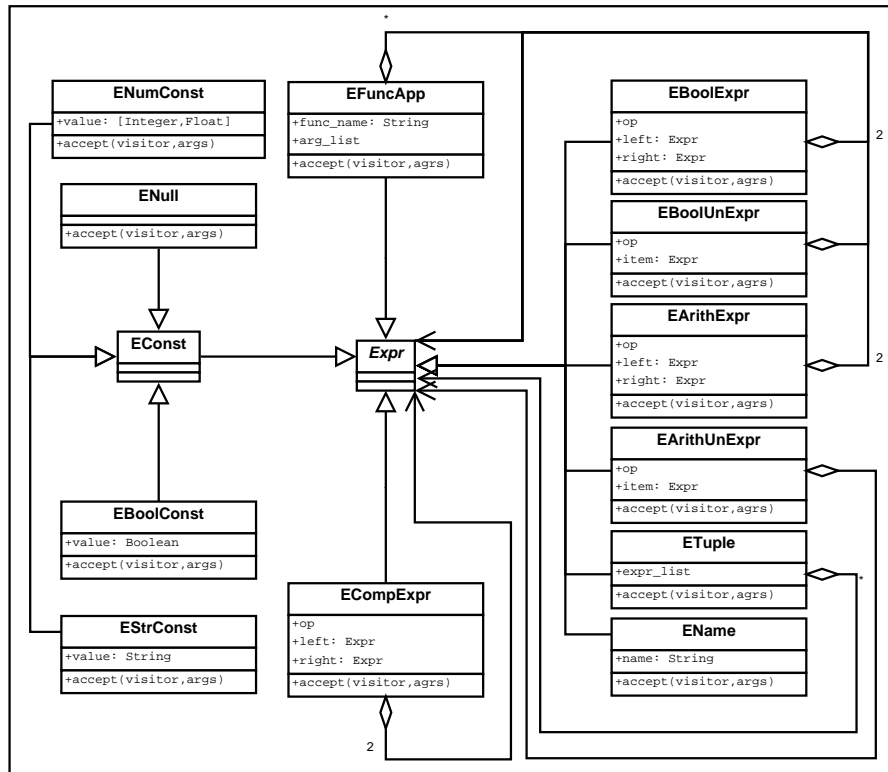 *
ENumConst
+value: [Integer,Float]
+accept(visitor,args)
EFuncApp
+func_name: String
+arg_list
+accept(visitor,agrs)
EBoolExpr
+op
+left: Expr
+right: Expr
+accept(visitor,agrs)
2
ENull
+accept(visitor,args)
EBoolUnExpr
+op
+item: Expr
+accept(visitor,agrs)
EConst
Expr
EArithExpr
+op
+left: Expr
+right: Expr
+accept(visitor,agrs)
2
EArithUnExpr
+op
+item: Expr
+accept(visitor,agrs)
EBoolConst
+value: Boolean
+accept(visitor,args)
ETuple
+expr_list
+accept(visitor,agrs)
*
ECompExpr
+op
+left: Expr
+right: Expr
+accept(visitor,agrs)
2
EStrConst
+value: String
+accept(visitor,args)
EName
+name: String
+accept(visitor,args)